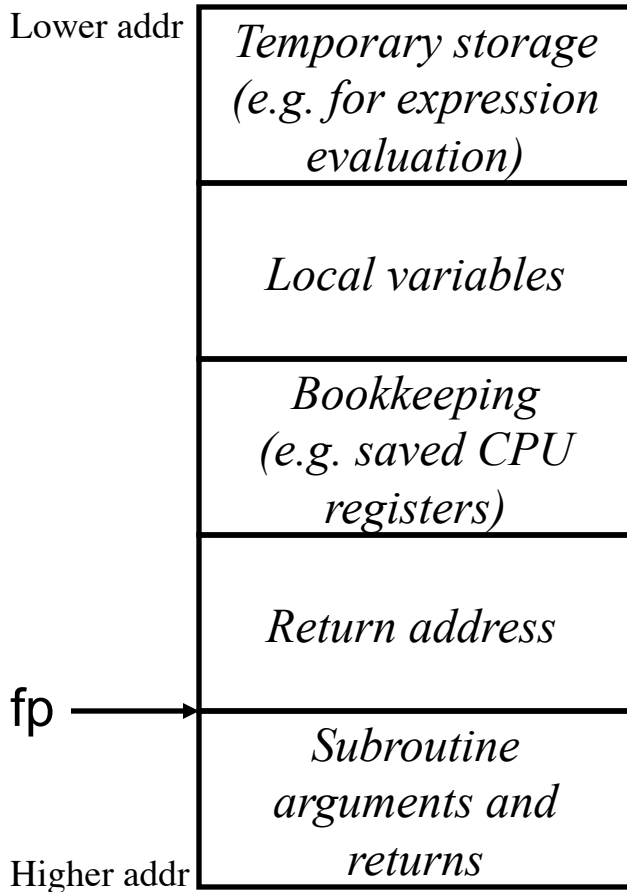 Lower addr
Temporary storage
(e.g. for expression
evaluation)
Local variables
Bookkeeping
(e.g. saved CPU
registers)
Return address
fp
Subroutine
arguments and
returns
Higher addr